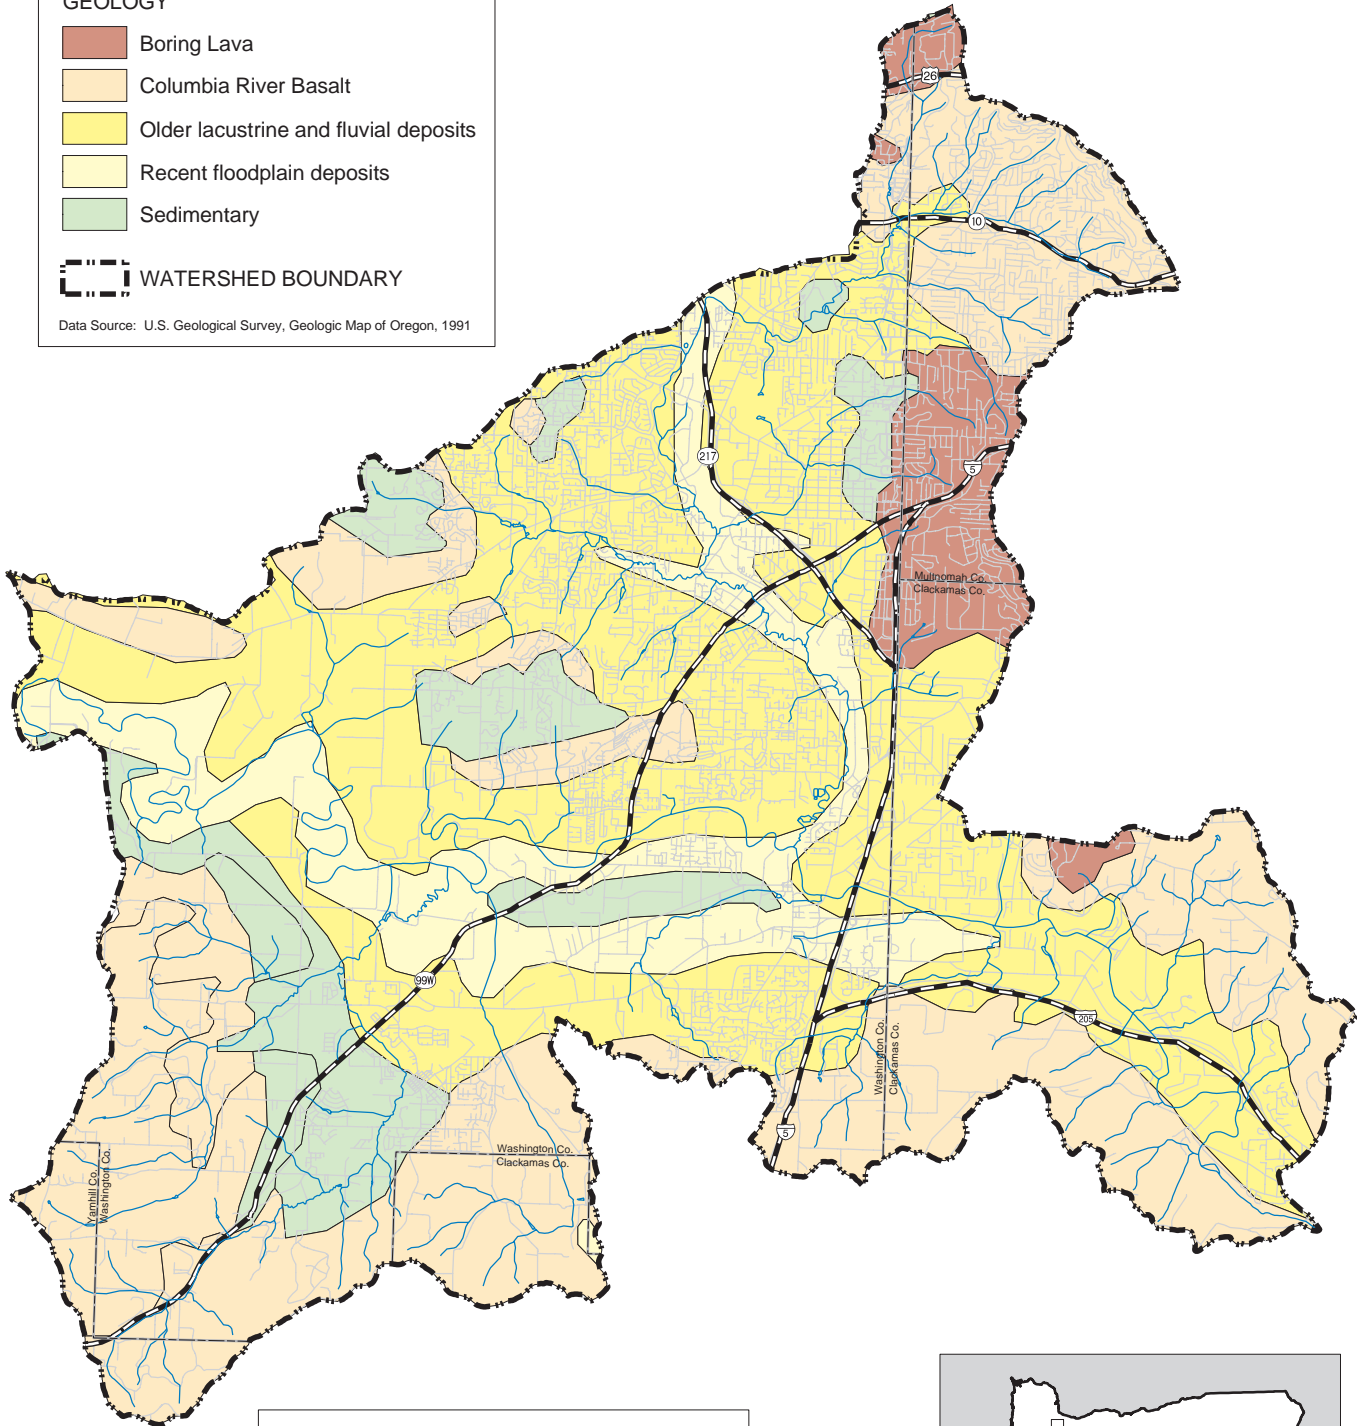 GEOLOGY
Boring Lava
Columbia River Basalt
Older lacustrine and fluvial deposits
Recent floodplain deposits
Sedimentary
WATERSHED BOUNDARY
Data Source: U.S. Geological Survey, Geologic Map of Oregon, 1991
26
10
217
5
Multnomah Co.
Clackamas Co.
99W
205
Washington Co.
Clackamas Co.
5
Washington Co.
Clackamas Co.
Yamhill Co.
Washington Co.